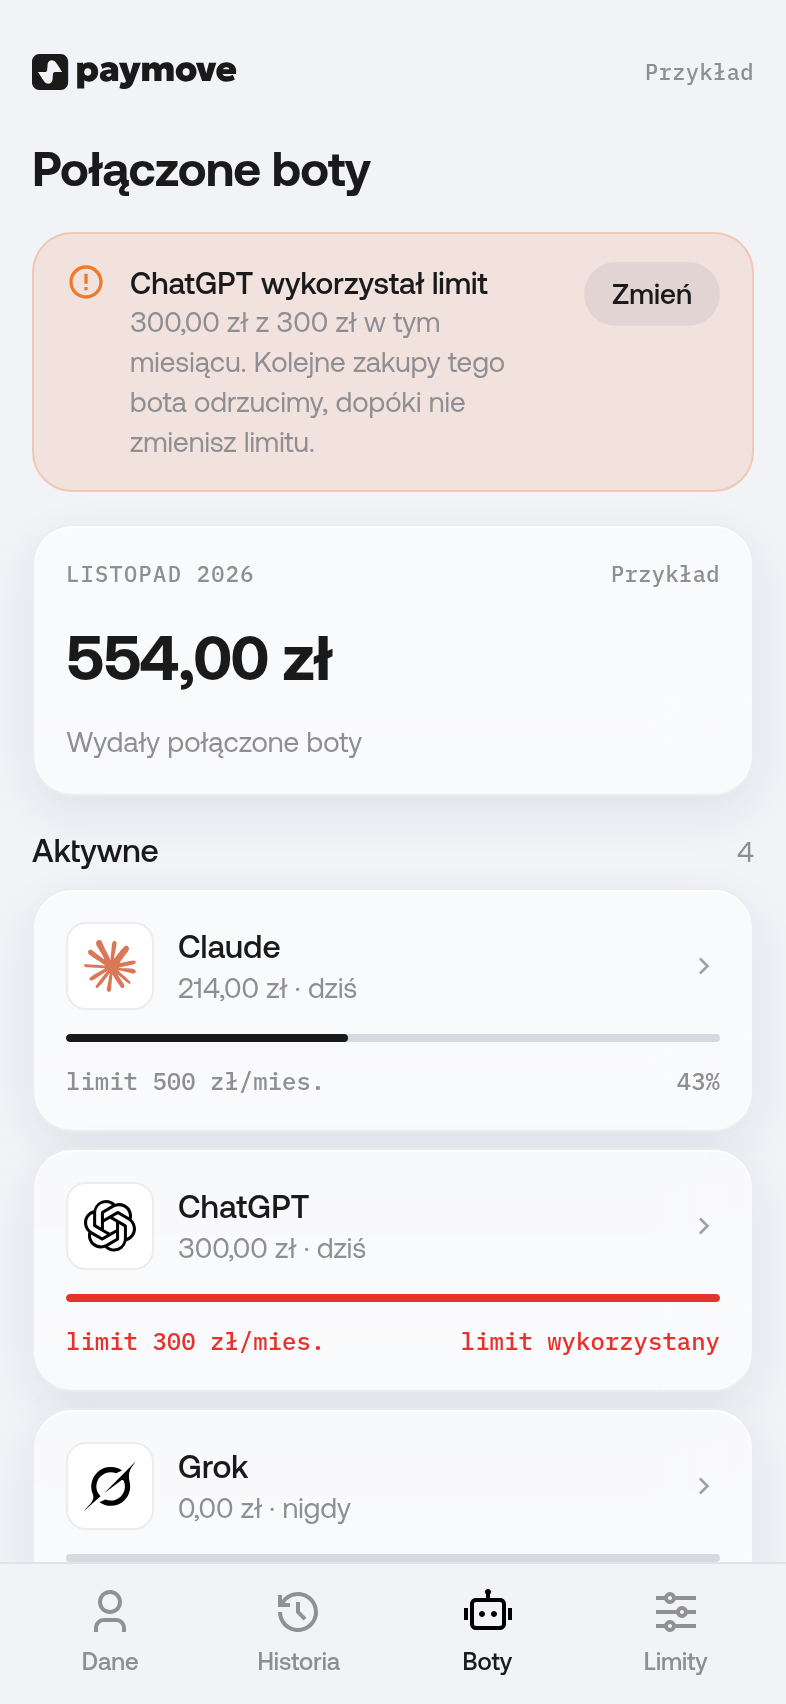 paymove
Przykład
Połączone boty
ChatGPT wykorzystał limit
Zmień
300,00 zł z 300 zł w tym
miesiącu. Kolejne zakupy tego
bota odrzucimy, dopóki nie
zmienisz limitu.
LISTOPAD 2026
Przykład
554,00 zł
Wydały połączone boty
Aktywne
4
Claude
214,00 zł · dziś
limit 500 zł/mies.
43%
ChatGPT
300,00 zł · dziś
limit 300 zł/mies.
limit wykorzystany
Grok
0,00 zł · nigdy
Dane
Historia
Boty
Limity